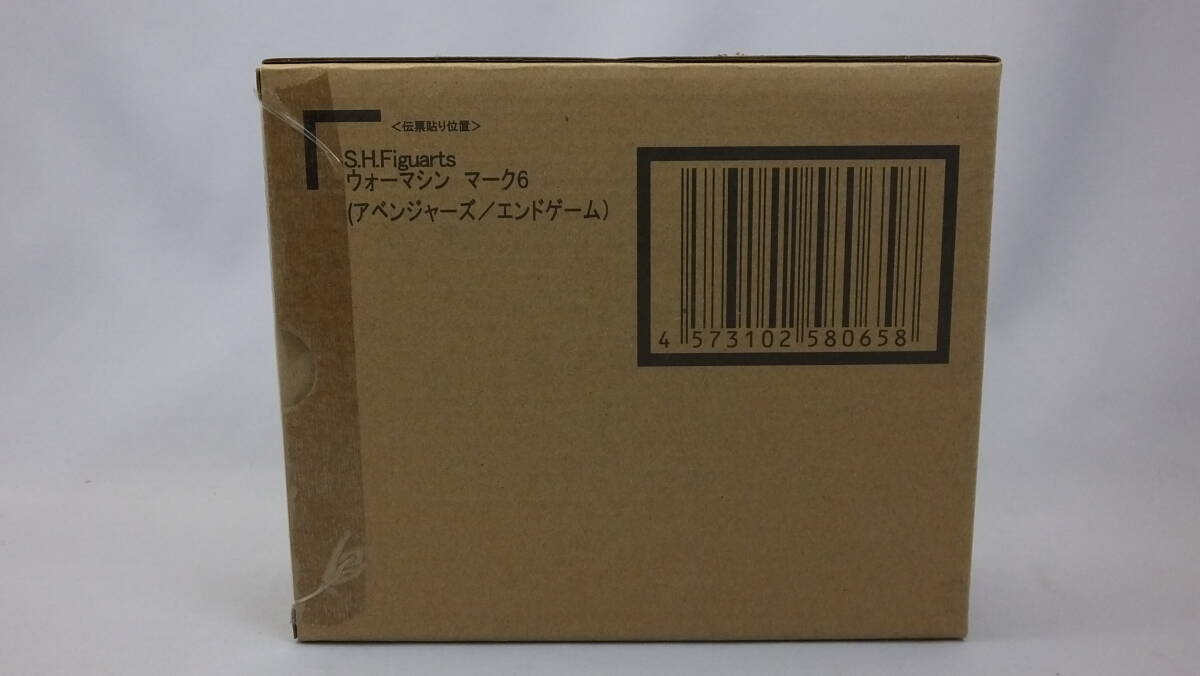 ＜伝票貼り位置＞
S.H.Figuarts
ウォーマシン マーク6
(アベンジャーズ／エンドゲーム)
4 573102 580658